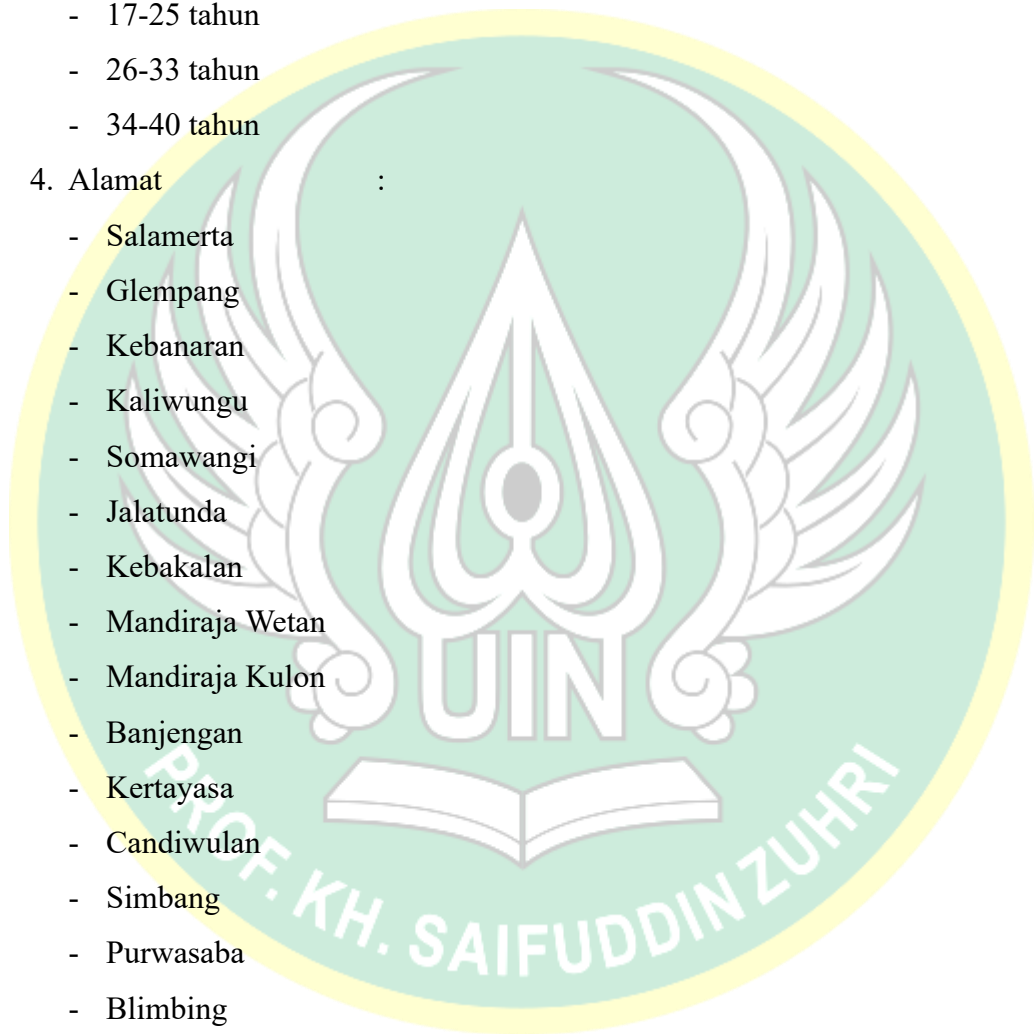 - 17-25 tahun
- 26-33 tahun
- 34-40 tahun
4. Alamat :
- Salamerta
- Glempang
- Kebanaran
- Kaliwungu
- Somawangi
- Jalatunda
- Kebakalan
- Mandiraja Wetan
- Mandiraja Kulon
- Banjengan
- Kertayasa
- Candiwulan
- Simbang
- Purwasaba
- Blimbing
UIN
PROF. KH. SAIFUDDIN ZUHRI